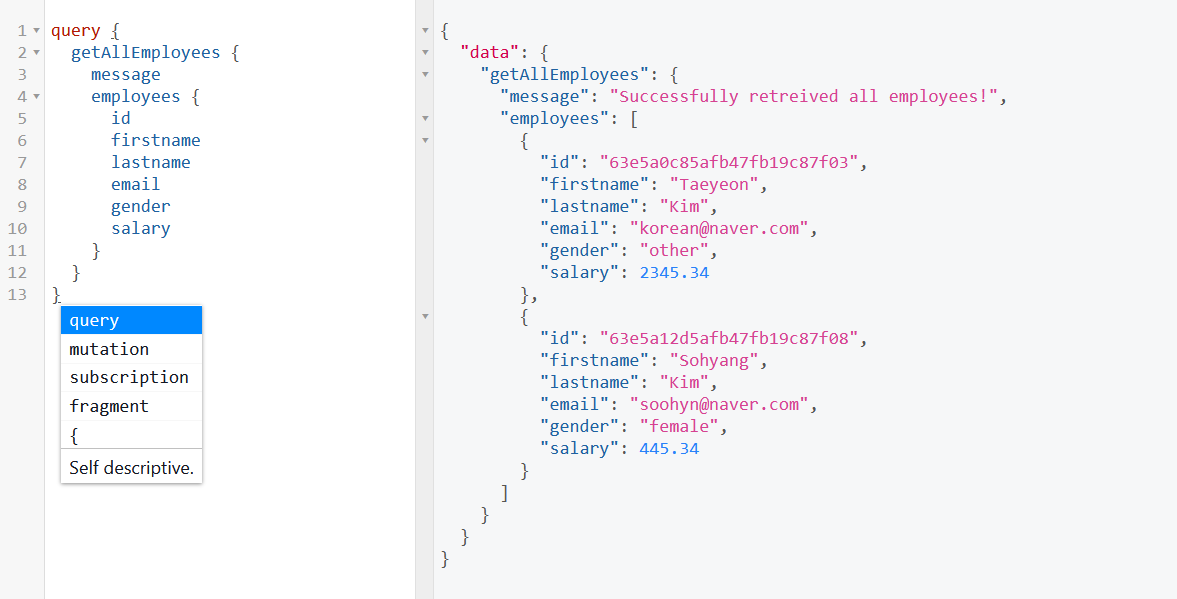 1 query {
2 getAllEmployees {
3 message
4 employees {
5 id
6 firstname
7 lastname
8 email
9 gender
10 salary
11 }
12 }
13 }
query
mutation
subscription
fragment
{
Self descriptive.
{
"data": {
"getAllEmployees": {
"message": "Successfully retreived all employees!",
"employees": [
{
"id": "63e5a0c85afb47fb19c87f03",
"firstname": "Taeyeon",
"lastname": "Kim",
"email": "korean@naver.com",
"gender": "other",
"salary": 2345.34
},
{
"id": "63e5a12d5afb47fb19c87f08",
"firstname": "Sohyang",
"lastname": "Kim",
"email": "soohyn@naver.com",
"gender": "female",
"salary": 445.34
}
]
}
}
}